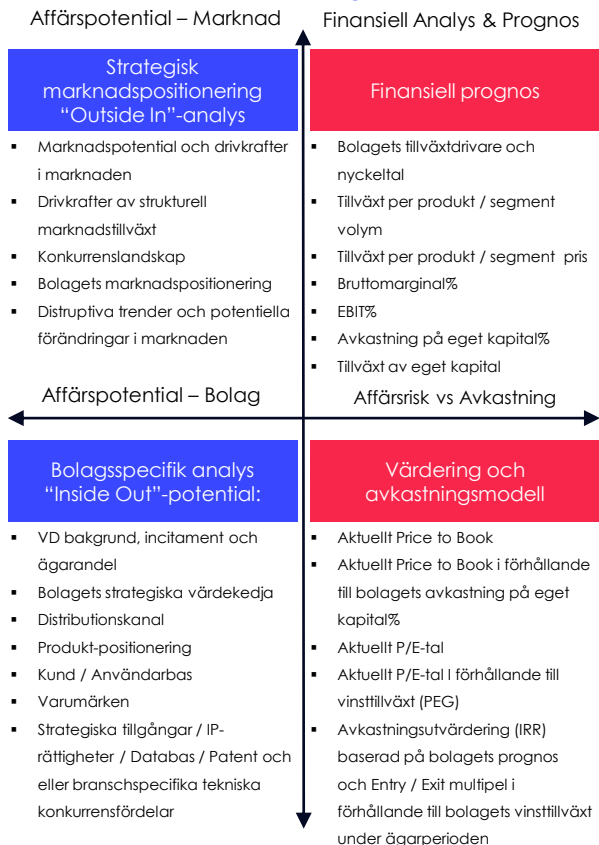 Affärspotential – Marknad
Strategisk
marknadspositionering
“Outside In”-analys
▪ Marknadspotential och drivkrafter
i marknaden
▪ Drivkrafter av strukturell
marknadstillväxt
▪ Konkurrenslandskap
▪ Bolagets marknadspositionering
▪ Distruptiva trender och potentiella
förändringar i marknaden
Finansiell Analys & Prognos
Finansiell prognos
▪ Bolagets tillväxtdrivare och
nyckeltal
▪ Tillväxt per produkt / segment
volym
▪ Tillväxt per produkt / segment pris
▪ Bruttomarginal%
▪ EBIT%
▪ Avkastning på eget kapital%
▪ Tillväxt av eget kapital
Affärspotential – Bolag
Bolagsspecifik analys
“Inside Out”-potential:
▪ VD bakgrund, incitament och
ägarandel
▪ Bolagets strategiska värdekedja
▪ Distributionskanal
▪ Produkt-positionering
▪ Kund / Användarbas
▪ Varumärken
▪ Strategiska tillgångar / IP-
rättigheter / Databas / Patent och
eller branschspecifika tekniska
konkurrensfördelar
Affärsrisk vs Avkastning
Värdering och
avkastningsmodell
▪ Aktuellt Price to Book
▪ Aktuellt Price to Book i förhållande
till bolagets avkastning på eget
kapital%
▪ Aktuellt P/E-tal
▪ Aktuellt P/E-tal I förhållande till
vinsttillväxt (PEG)
▪ Avkastningsutvärdering (IRR)
baserad på bolagets prognos
och Entry / Exit multipel i
förhållande till bolagets vinsttillväxt
under ägarperioden